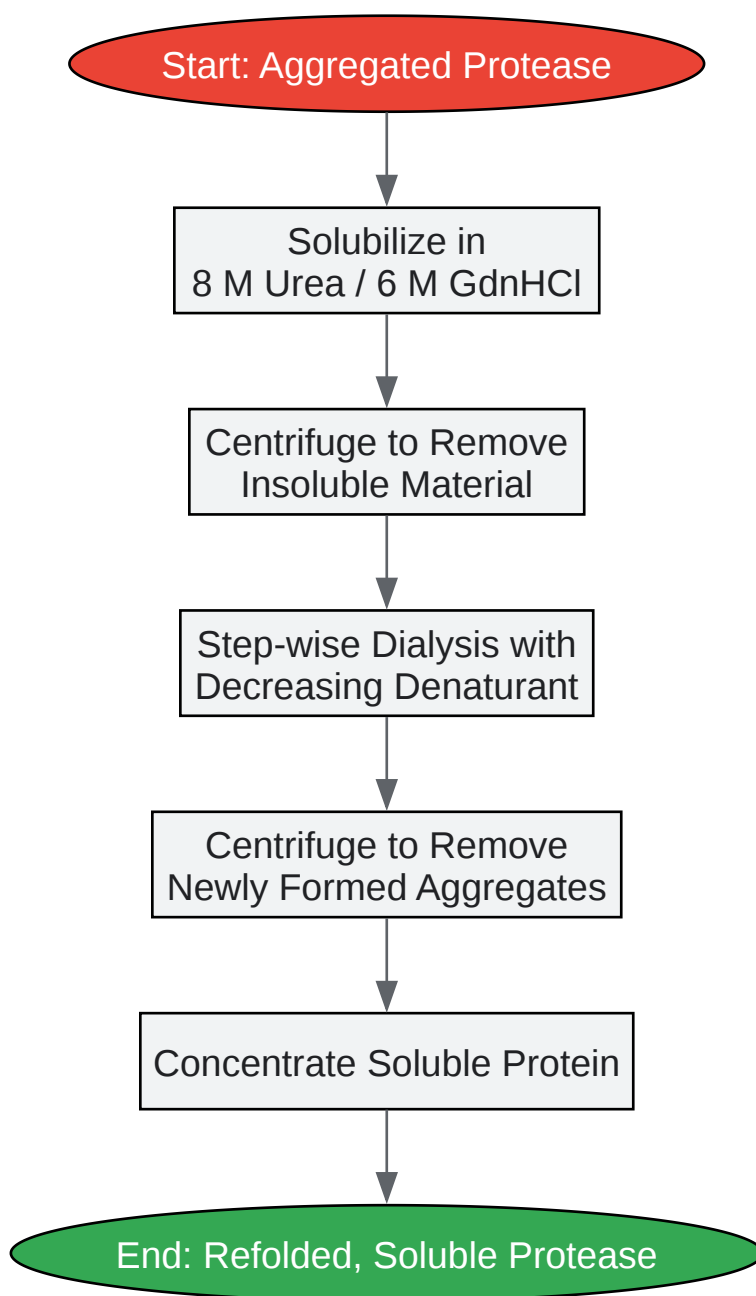 Start: Aggregated Protease
Solubilize in
8 M Urea / 6 M GdnHCl
Centrifuge to Remove
Insoluble Material
Step-wise Dialysis with
Decreasing Denaturant
Centrifuge to Remove
Newly Formed Aggregates
Concentrate Soluble Protein
End: Refolded, Soluble Protease